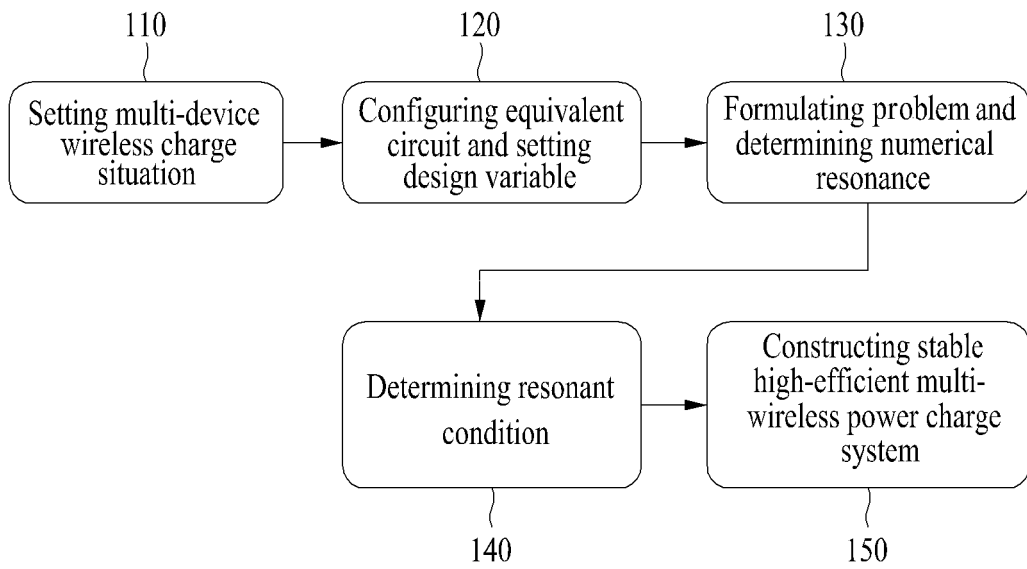 110
120
130
Setting multi-device
wireless charge
situation
Configuring equivalent
circuit and setting
design variable
Formulating problem and
determining numerical
resonance
Determining resonant
condition
Constructing stable
high-efficient multi-
wireless power charge
system
140
150